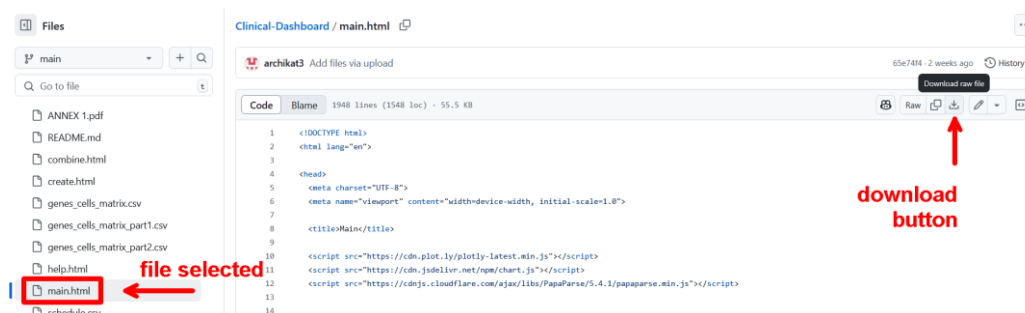 Files
Clinical-Dashboard / main.html
main
archikat3 Add files via upload
65e74f4 · 2 weeks ago
History
Go to file
t
Download raw file
Code
Blame
1948 lines (1548 loc) · 55.5 KB
Raw
ANNEX 1.pdf
README.md
combine.html
create.html
genes_cells_matrix.csv
genes_cells_matrix_part1.csv
genes_cells_matrix_part2.csv
help.html
main.html
schedule.csv
file selected
download
button
1 <!DOCTYPE html>
2 <html lang="en">
3
4 <head>
5 <meta charset="UTF-8">
6 <meta name="viewport" content="width=device-width, initial-scale=1.0">
7
8 <title>Main</title>
9
10 <script src="https://cdn.plot.ly/plotly-latest.min.js"></script>
11 <script src="https://cdn.jsdelivr.net/npm/chart.js"></script>
12 <script src="https://cdnjs.cloudflare.com/ajax/libs/PapaParse/5.4.1/papaparse.min.js"></script>
13
14